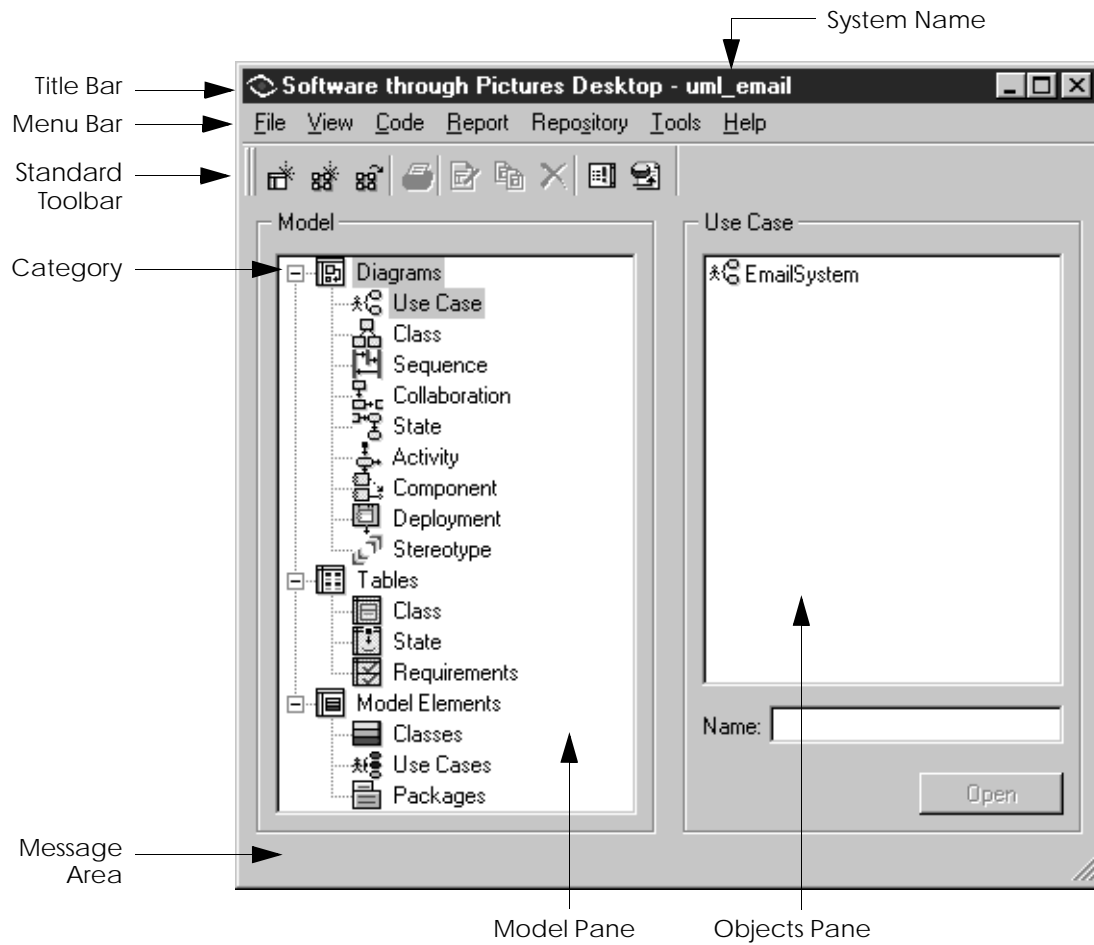 System Name
Title Bar
Software through Pictures Desktop - uml_email
Menu Bar
File View Code Report Repository Tools Help
Standard
Toolbar
Model
Use Case
Category
Diagrams
Use Case
Class
Sequence
Collaboration
State
Activity
Component
Deployment
Stereotype
Tables
Class
State
Requirements
Model Elements
Classes
Use Cases
Packages
EmailSystem
Name:
Open
Message
Area
Model Pane
Objects Pane